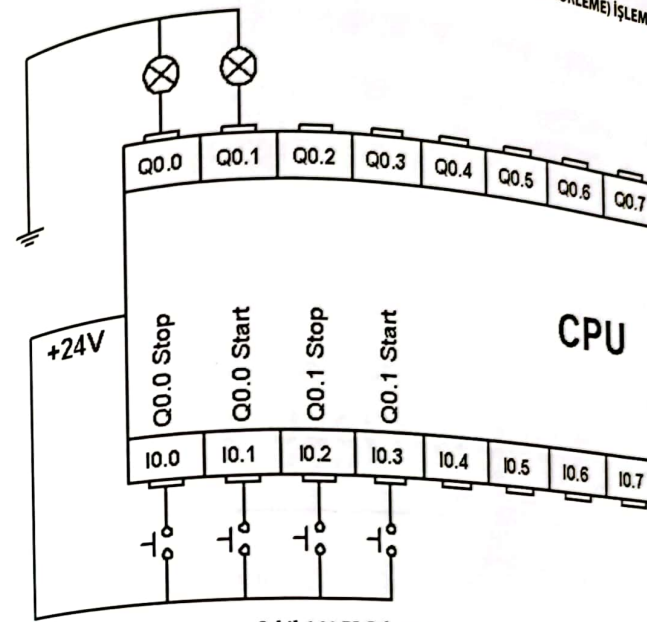 İŞLEM
Q0.0 Q0.1 Q0.2 Q0.3 Q0.4 Q0.5 Q0.6 Q0.7
+24V
Q0.0 Stop
Q0.0 Start
Q0.1 Stop
Q0.1 Start
CPU
I0.0 I0.1 I0.2 I0.3 I0.4 I0.5 I0.6 I0.7